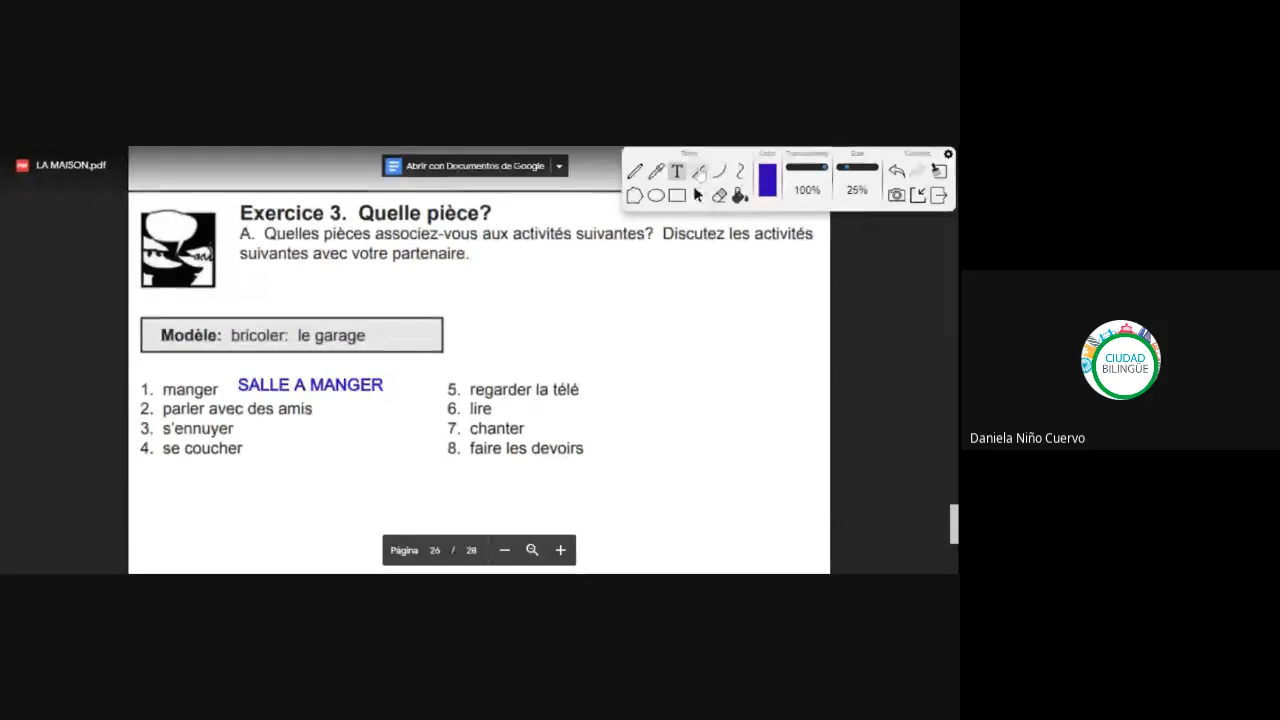 LA MAISON.pdf
Abrir con Documentos de Google
100%
26%
Exercice 3. Quelle pièce?
A. Quelles pièces associez-vous aux activités suivantes? Discutez les activités
suivantes avec votre partenaire.
Modèle: bricoler: le garage
1. manger SALLE A MANGER
2. parler avec des amis
3. s'ennuyer
4. se coucher
5. regarder la télé
6. lire
7. chanter
8. faire les devoirs
Página 26 / 28
CIUDAD
BILINGÜE
Daniela Niño Cuervo